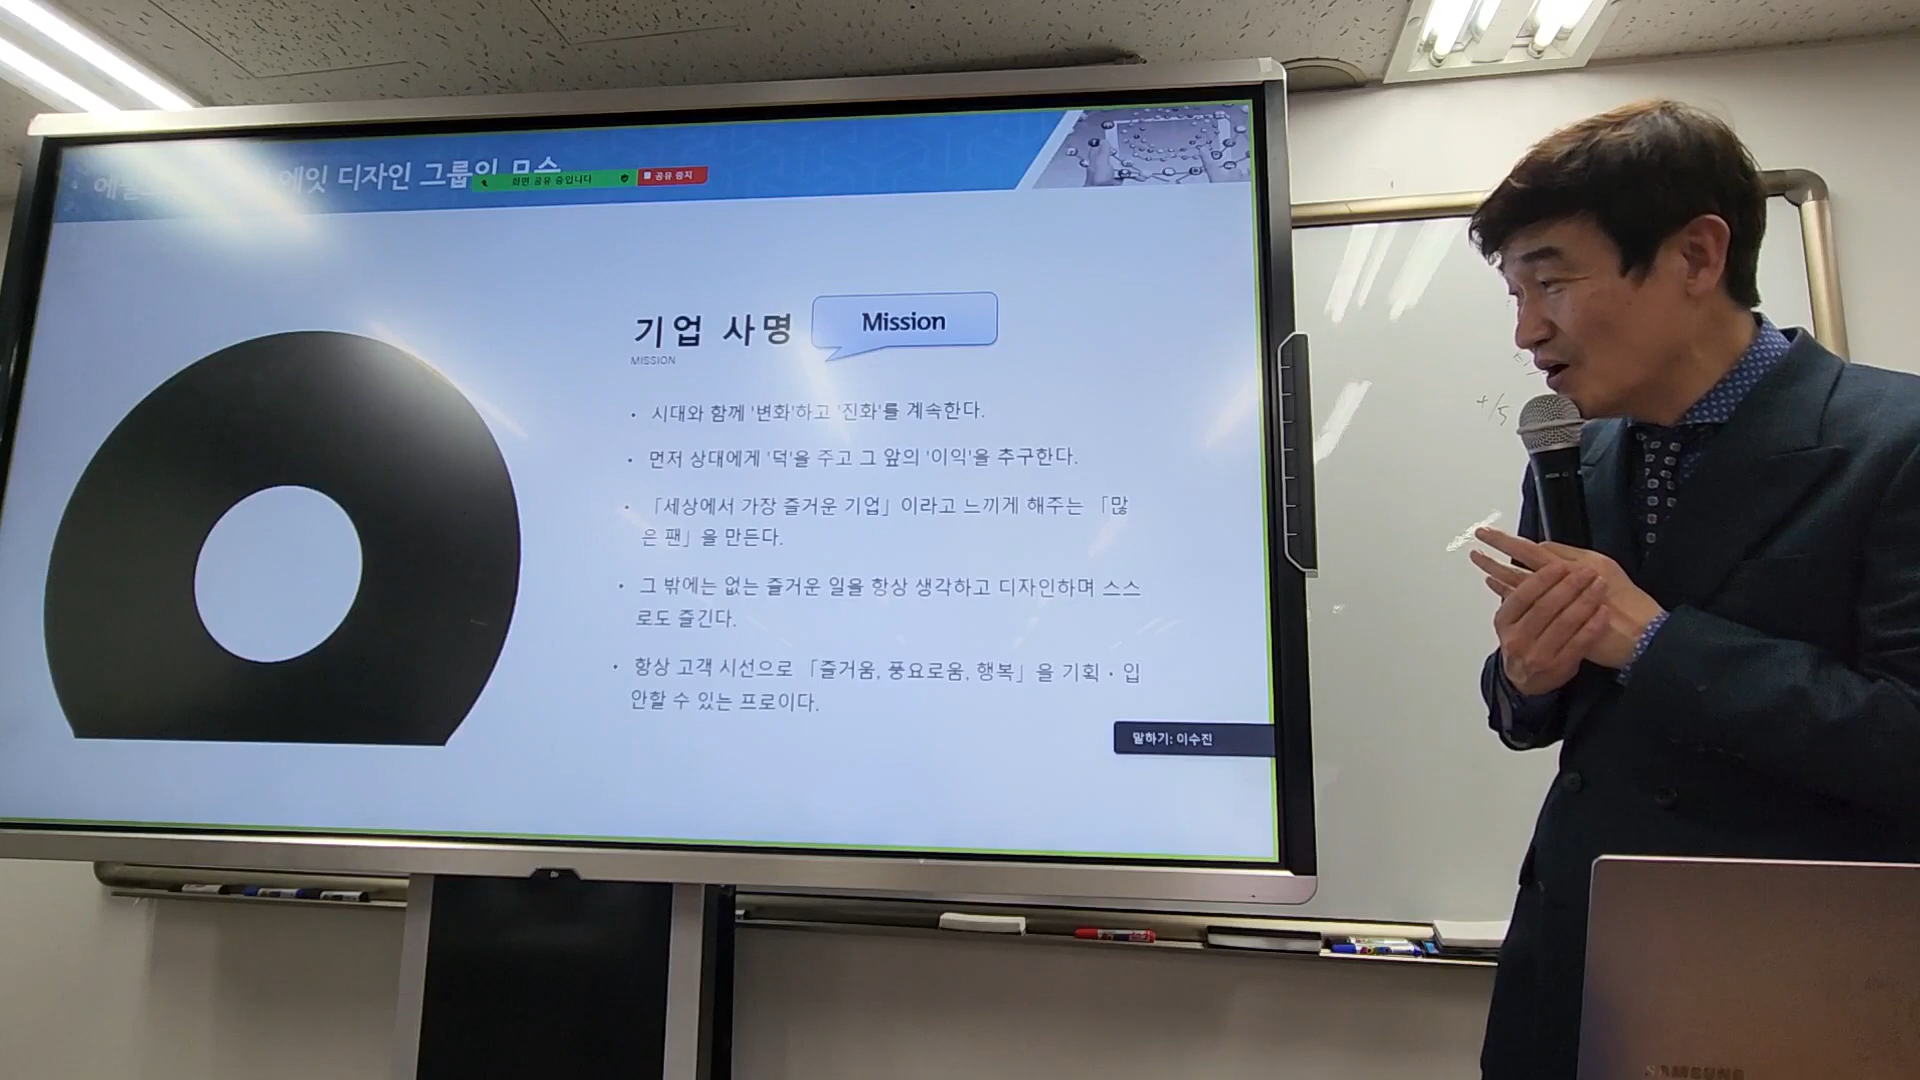 에잇 디자인 그룹의 모습
화면 공유 중입니다
공유 중지
기업 사명
Mission
MISSION
• 시대와 함께 '변화'하고 '진화'를 계속한다.
• 먼저 상대에게 '덕'을 주고 그 앞의 '이익'을 추구한다.
• 「세상에서 가장 즐거운 기업」이라고 느끼게 해주는 「많
은 팬」을 만든다.
• 그 밖에는 없는 즐거운 일을 항상 생각하고 디자인하며 스스
로도 즐긴다.
• 항상 고객 시선으로 「즐거움, 풍요로움, 행복」을 기획・입
안할 수 있는 프로이다.
말하기: 이수진
+/5
SAMSUNG